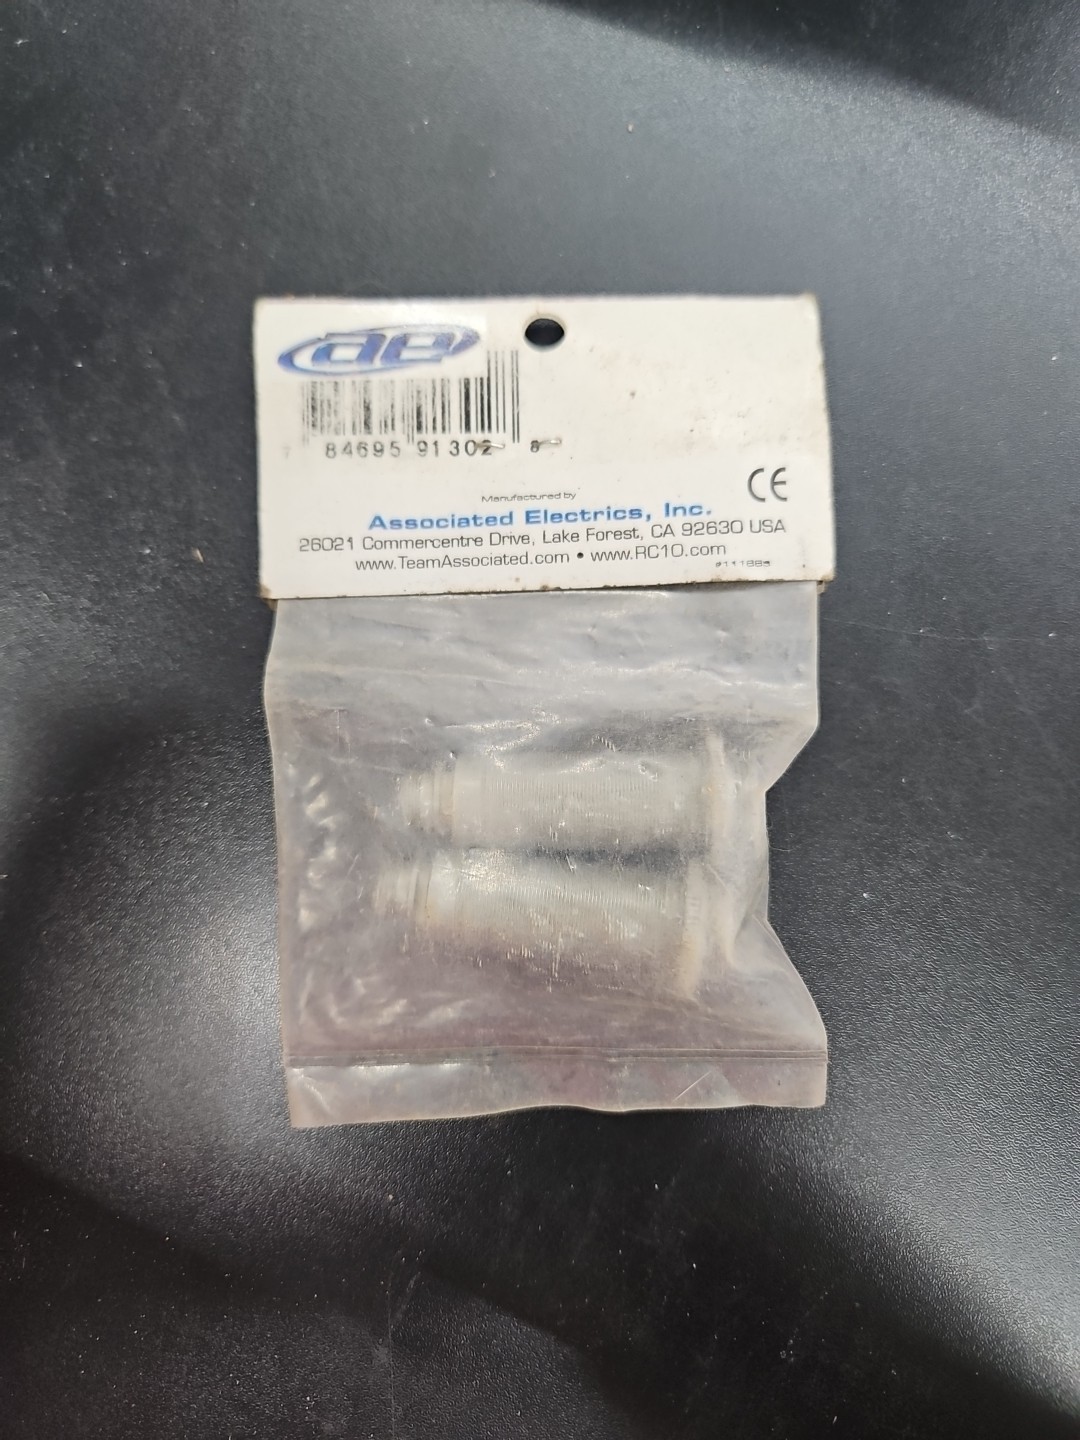 ae
84695 91302 8
Manufactured by
CE
Associated Electrics, Inc.
26021 Commercentre Drive, Lake Forest, CA 92630 USA
www.TeamAssociated.com • www.RC10.com